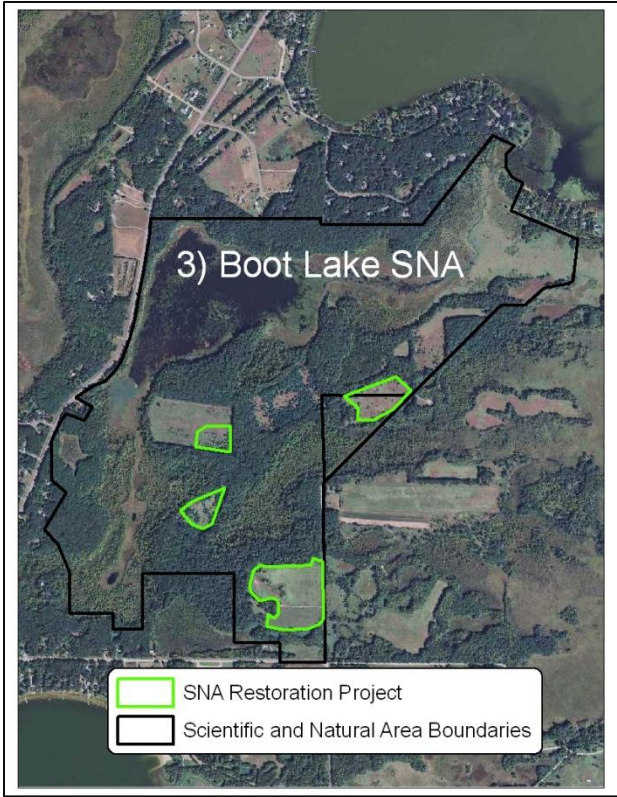 3) Boot Lake SNA
SNA Restoration Project
Scientific and Natural Area Boundaries